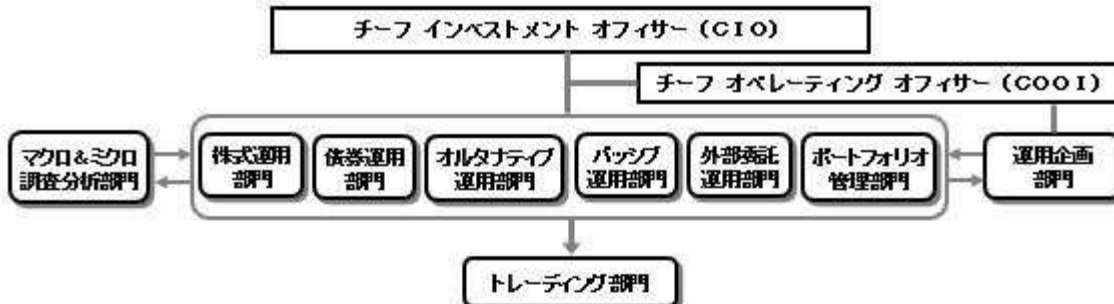 チーフ インベストメント オフィサー（ＣＩＯ）
チーフ オペレーティング オフィサー（ＣＯＯＩ）
マクロ＆ミクロ
調査分析部門
株式運用
部門
債券運用
部門
オルタナティブ
運用部門
パッシブ
運用部門
外部委託
運用部門
ポートフォリオ
管理部門
運用企画
部門
トレーディング部門